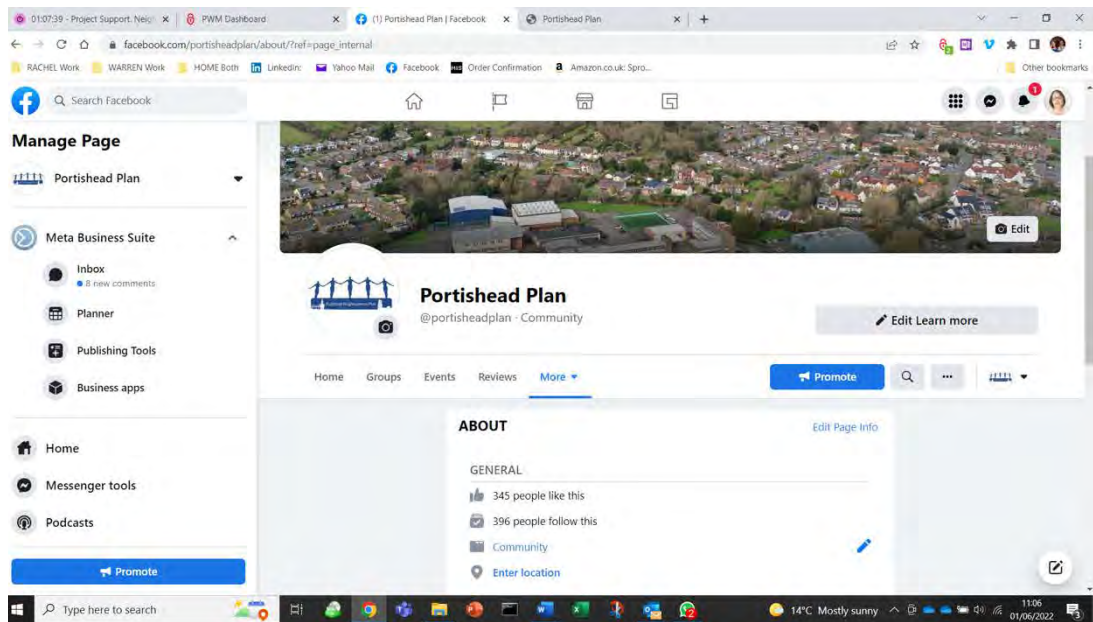 01:07:39 - Project Support. Neig
PWM Dashboard
(1) Portishead Plan | Facebook
Portishead Plan
facebook.com/portisheadplan/about/?ref=page_internal
RACHEL Work
WARREN Work
HOME Both
LinkedIn:
Yahoo Mail
Facebook
Order Confirmation
Amazon.co.uk: Spro...
Other bookmarks
Search Facebook
1
Manage Page
Portishead Plan
Meta Business Suite
Inbox
8 new comments
Planner
Publishing Tools
Business apps
Home
Messenger tools
Podcasts
Promote
Edit
Portishead Plan
@portisheadplan · Community
Edit Learn more
Home Groups Events Reviews More
Promote
ABOUT
Edit Page Info
GENERAL
345 people like this
396 people follow this
Community
Enter location
Type here to search
14°C Mostly sunny
11:06
01/06/2022